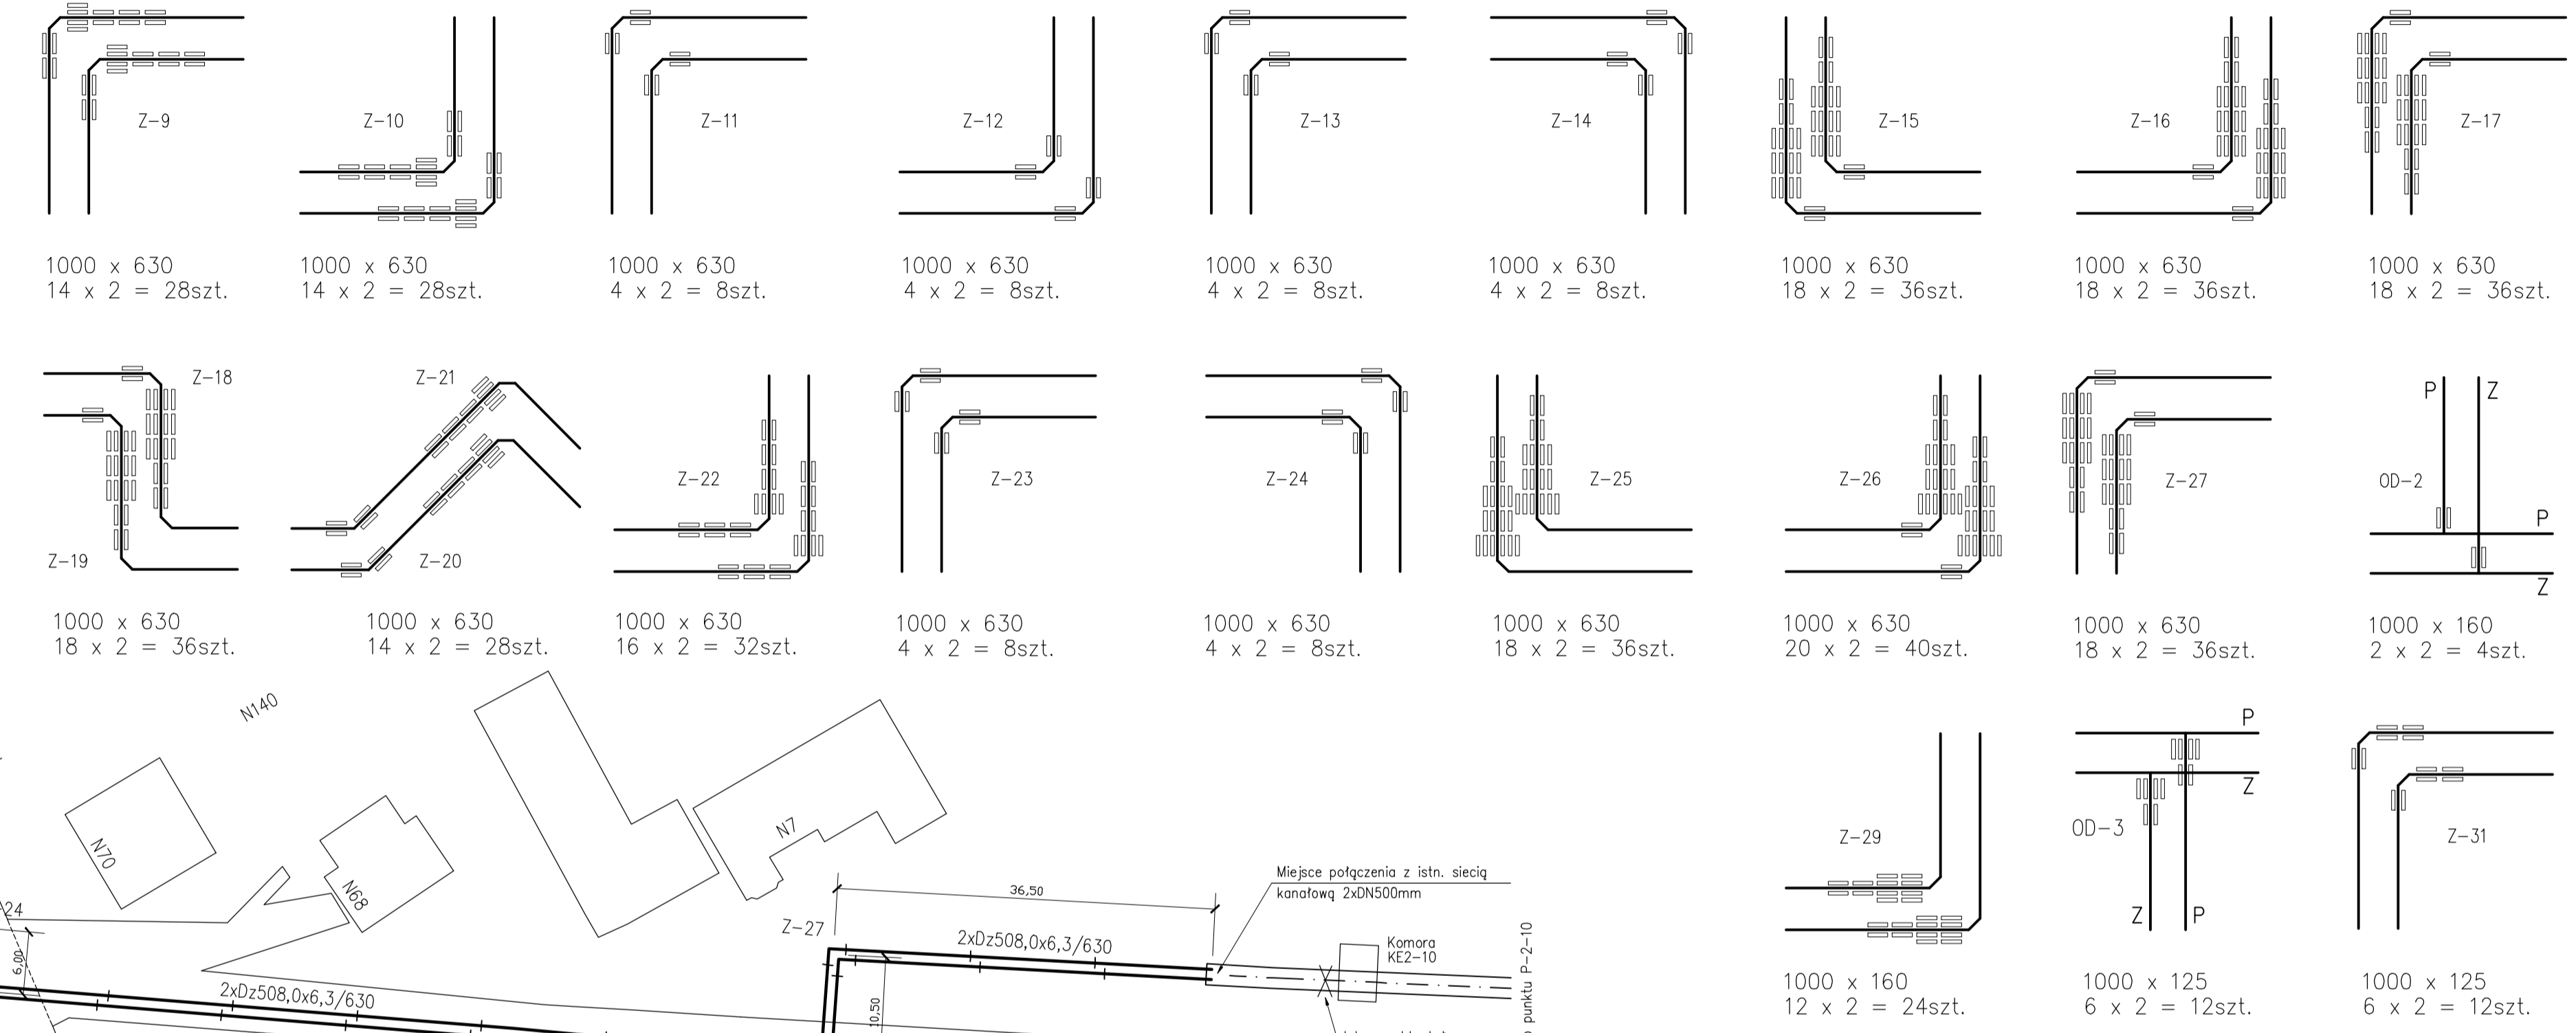 Z-9
Z-10
Z-11
Z-12
Z-13
Z-14
Z-15
Z-16
Z-17
1000 x 630
14 x 2 = 28szt.
1000 x 630
14 x 2 = 28szt.
1000 x 630
4 x 2 = 8szt.
1000 x 630
4 x 2 = 8szt.
1000 x 630
4 x 2 = 8szt.
1000 x 630
4 x 2 = 8szt.
1000 x 630
18 x 2 = 36szt.
1000 x 630
18 x 2 = 36szt.
1000 x 630
18 x 2 = 36szt.
Z-18
Z-19
Z-21
Z-20
Z-22
Z-23
Z-24
Z-25
Z-26
Z-27
P
Z
OD-2
P
Z
1000 x 630
18 x 2 = 36szt.
1000 x 630
14 x 2 = 28szt.
1000 x 630
16 x 2 = 32szt.
1000 x 630
4 x 2 = 8szt.
1000 x 630
4 x 2 = 8szt.
1000 x 630
18 x 2 = 36szt.
1000 x 630
20 x 2 = 40szt.
1000 x 630
18 x 2 = 36szt.
1000 x 160
2 x 2 = 4szt.
N140
N70
N68
N7
24
6,00
2xDz508,0x6,3/630
Z-27
36,50
2xDz508,0x6,3/630
10,50
Miejsce połączenia z istn. siecią
kanałową 2xDN500mm
Komora
KE2-10
punktu P-2-10
Z-29
1000 x 160
12 x 2 = 24szt.
P
Z
OD-3
Z
P
1000 x 125
6 x 2 = 12szt.
Z-31
1000 x 125
6 x 2 = 12szt.